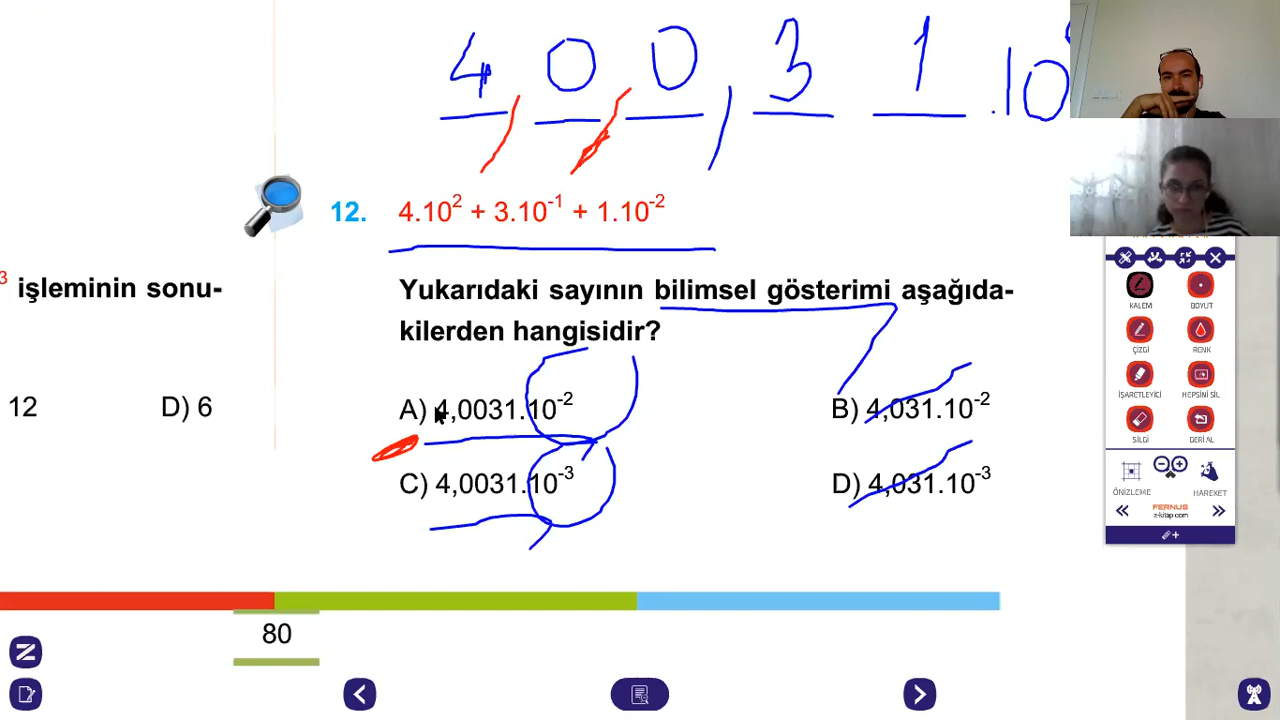 4, 0, 0, 3 1 .10
12. 4.10² + 3.10⁻¹ + 1.10⁻²
³ işleminin sonu-
Yukarıdaki sayının bilimsel gösterimi aşağıda-
kilerden hangisidir?
12 D) 6
A) 4,0031.10⁻² B) 4,031.10⁻²
C) 4,0031.10⁻³ D) 4,031.10⁻³
KALEM BOYUT
ÇİZGİ RENK
İŞARETLEYİCİ HEPSİNİ SİL
SİLGİ GERİ AL
ÖNİZLEME HAREKET
FERNUS
z-kitap.com
80
Z